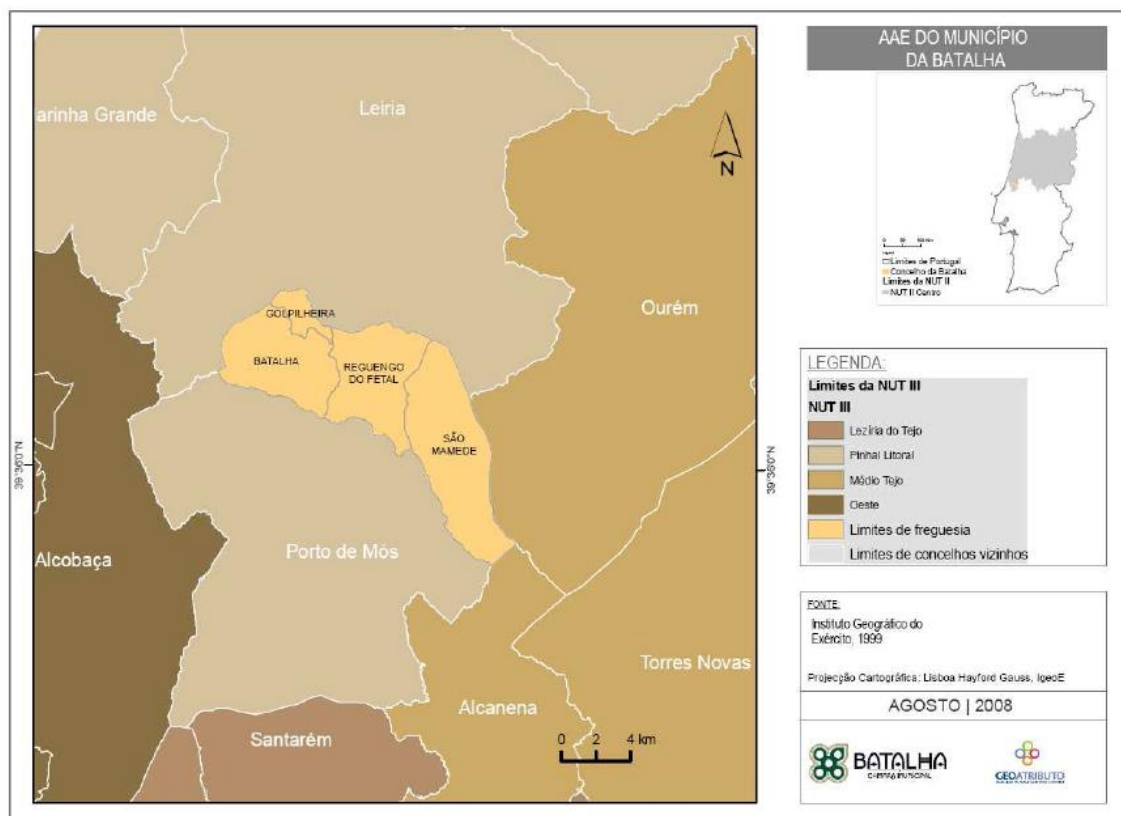 arinha Grande
Leiria
N
Ourém
GOLPILHEIRA
BATALHA
REGUENGO
DO FETAL
SÃO
MAMEDE
39°36'0"N
39°36'0"N
Alcobaça
Porto de Mós
Torres Novas
Alcanena
Santarém
0 2 4 km
AAE DO MUNICÍPIO
DA BATALHA
Limites de Portugal
Concelho da Batalha
Limites da NUT II
NUT II Centro
LEGENDA:
Limites da NUT III
NUT III
Lezíria do Tejo
Pinhal Litoral
Médio Tejo
Oeste
Limites de freguesia
Limites de concelhos vizinhos
FONTE:
Instituto Geográfico do
Exército, 1999
Projecção Cartográfica: Lisboa Hayford Gauss, IgeoE
AGOSTO | 2008
BATALHA
CÂMARA MUNICIPAL
GEOATRIBUTO